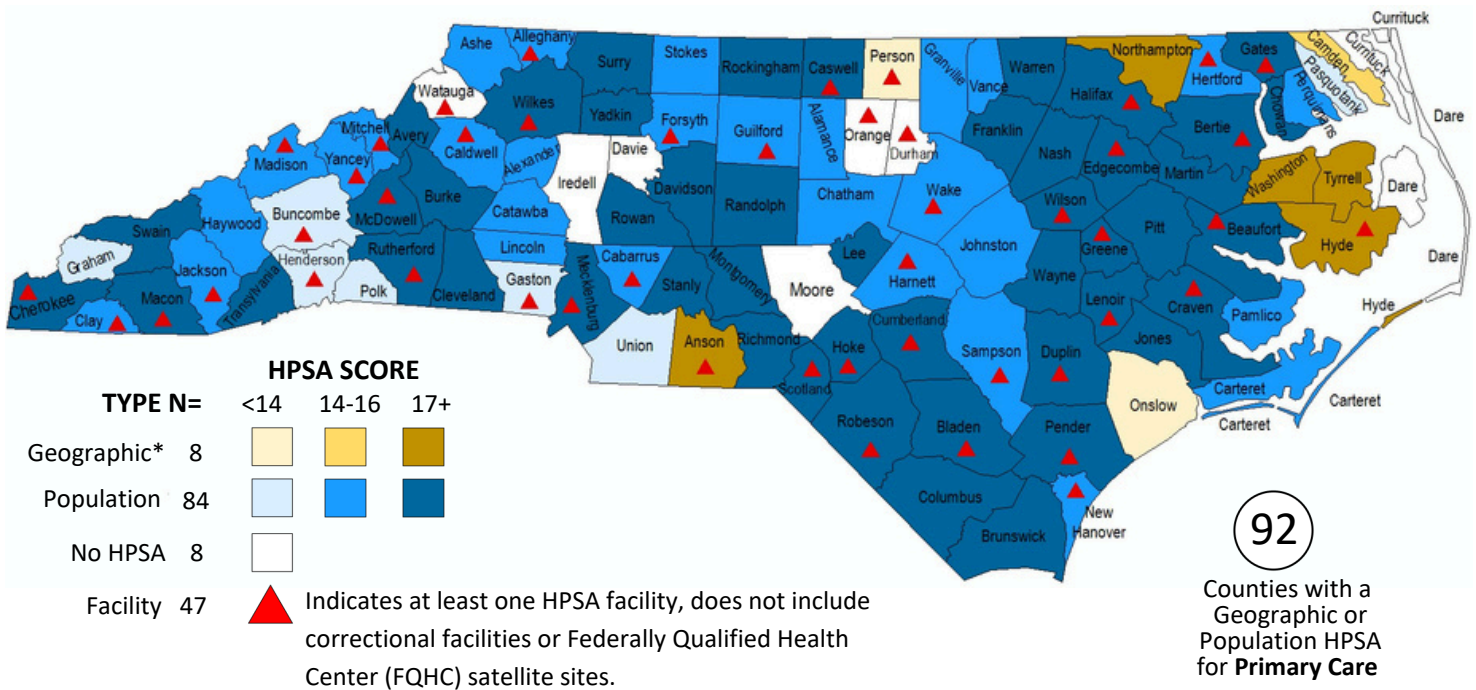 Currituck
Ashe
Alleghany
Surry
Stokes
Rockingham
Caswell
Person
Granville
Vance
Warren
Northampton
Hertford
Gates
Camden
Currituck
Pasquotank
Perquimans
Chowan
Halifax
Bertie
Dare
Watauga
Wilkes
Yadkin
Forsyth
Guilford
Alamance
Orange
Durham
Franklin
Nash
Edgecombe
Martin
Washington
Tyrrell
Dare
Mitchell
Avery
Caldwell
Alexander
Davie
Iredell
Madison
Yancey
Burke
McDowell
Davidson
Randolph
Chatham
Wake
Wilson
Pitt
Beaufort
Hyde
Dare
Buncombe
Haywood
Swain
Catawba
Rowan
Johnston
Greene
Graham
Jackson
Henderson
Rutherford
Lincoln
Cabarrus
Lee
Harnett
Wayne
Lenoir
Craven
Hyde
Cherokee
Clay
Macon
Transylvania
Polk
Cleveland
Gaston
Mecklenburg
Stanly
Montgomery
Moore
Pamlico
Union
Anson
Richmond
Scotland
Hoke
Cumberland
Sampson
Duplin
Jones
Onslow
Carteret
Carteret
Carteret
Robeson
Bladen
Pender
Columbus
Brunswick
New
Hanover
HPSA SCORE
TYPE N= <14 14-16 17+
Geographic* 8
Population 84
No HPSA 8
Facility 47
Indicates at least one HPSA facility, does not include
correctional facilities or Federally Qualified Health
Center (FQHC) satellite sites.
92
Counties with a
Geographic or
Population HPSA
for Primary Care